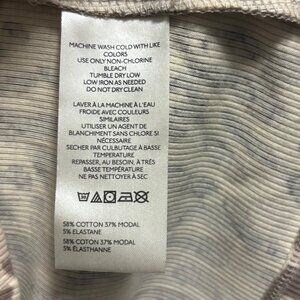 MACHINE WASH COLD WITH LIKE
COLORS
USE ONLY NON-CHLORINE
BLEACH
TUMBLE DRY LOW
LOW IRON AS NEEDED
DO NOT DRY CLEAN
LAVER À LA MACHINE À L'EAU
FROIDE AVEC COULEURS
SIMILAIRES
UTILISER UN AGENT DE
BLANCHIMENT SANS CHLORE SI
NÉCESSAIRE
SECHER PAR CULBUTAGE À BASSE
TEMPERATURE
REPASSER, AU BESOIN, À TRÈS
BASSE TEMPERATURE
NE PAS NETTOYER À SEC
58% COTTON 37% MODAL
5% ELASTANE
58% COTON 37% MODAL
5% ÉLASTHANNE